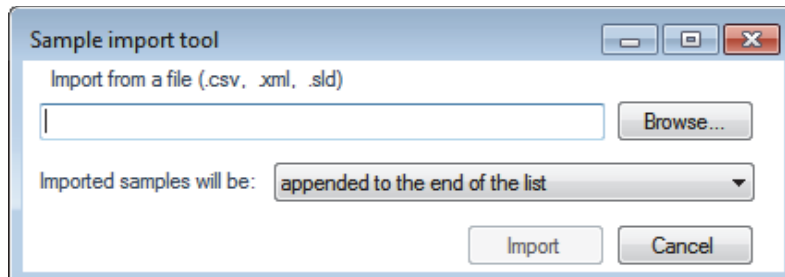 Sample import tool
Import from a file (.csv, .xml, .sld)
Browse...
Imported samples will be: appended to the end of the list
Import Cancel